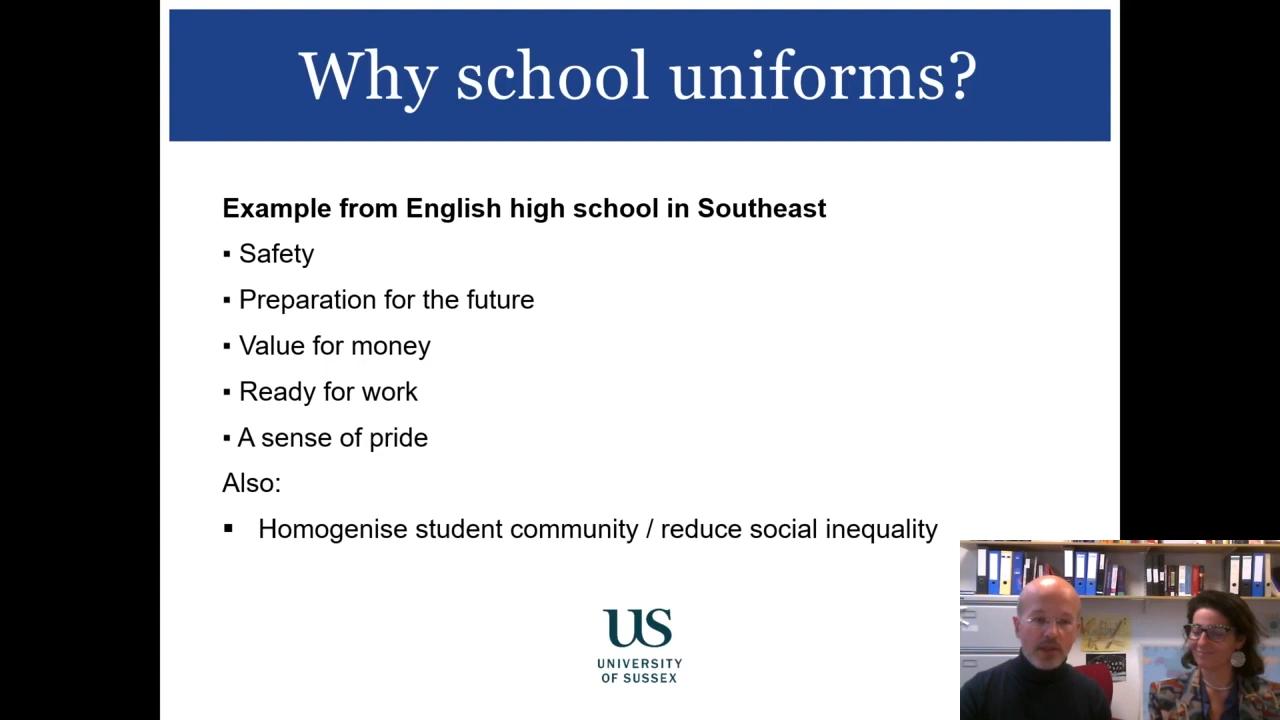 Why school uniforms?
Example from English high school in Southeast
▪ Safety
▪ Preparation for the future
▪ Value for money
▪ Ready for work
▪ A sense of pride
Also:
▪ Homogenise student community / reduce social inequality
US
UNIVERSITY
OF SUSSEX